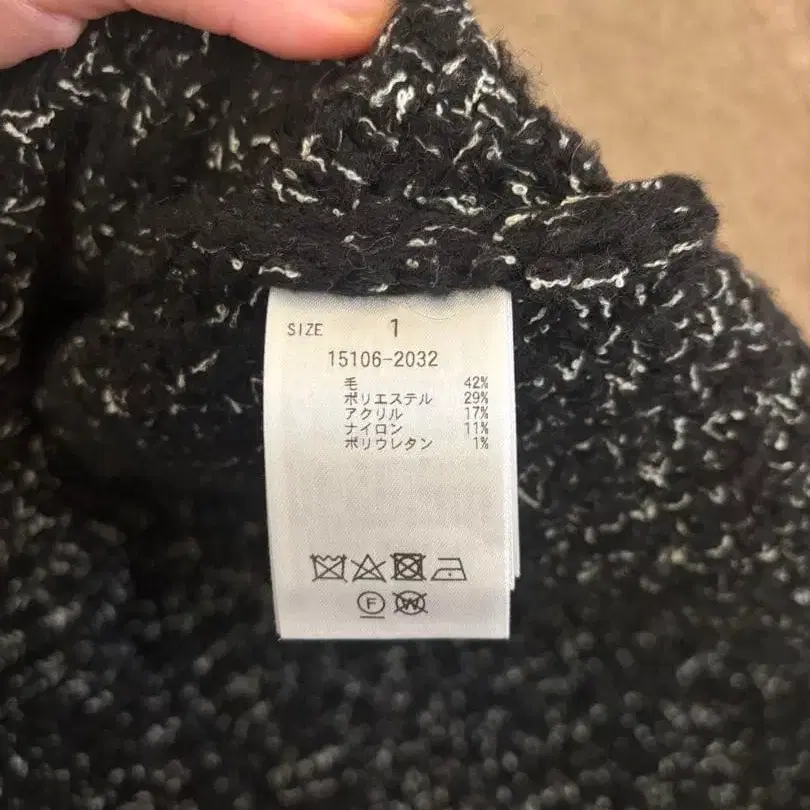 SIZE 1
15106-2032
毛 42%
ポリエステル 29%
アクリル 17%
ナイロン 11%
ポリウレタン 1%
F W